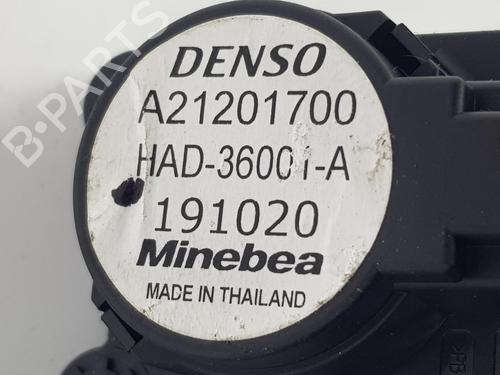 DENSO
A21201700
HAD-36001-A
191020
Minebea
MADE IN THAILAND
B-PARTS